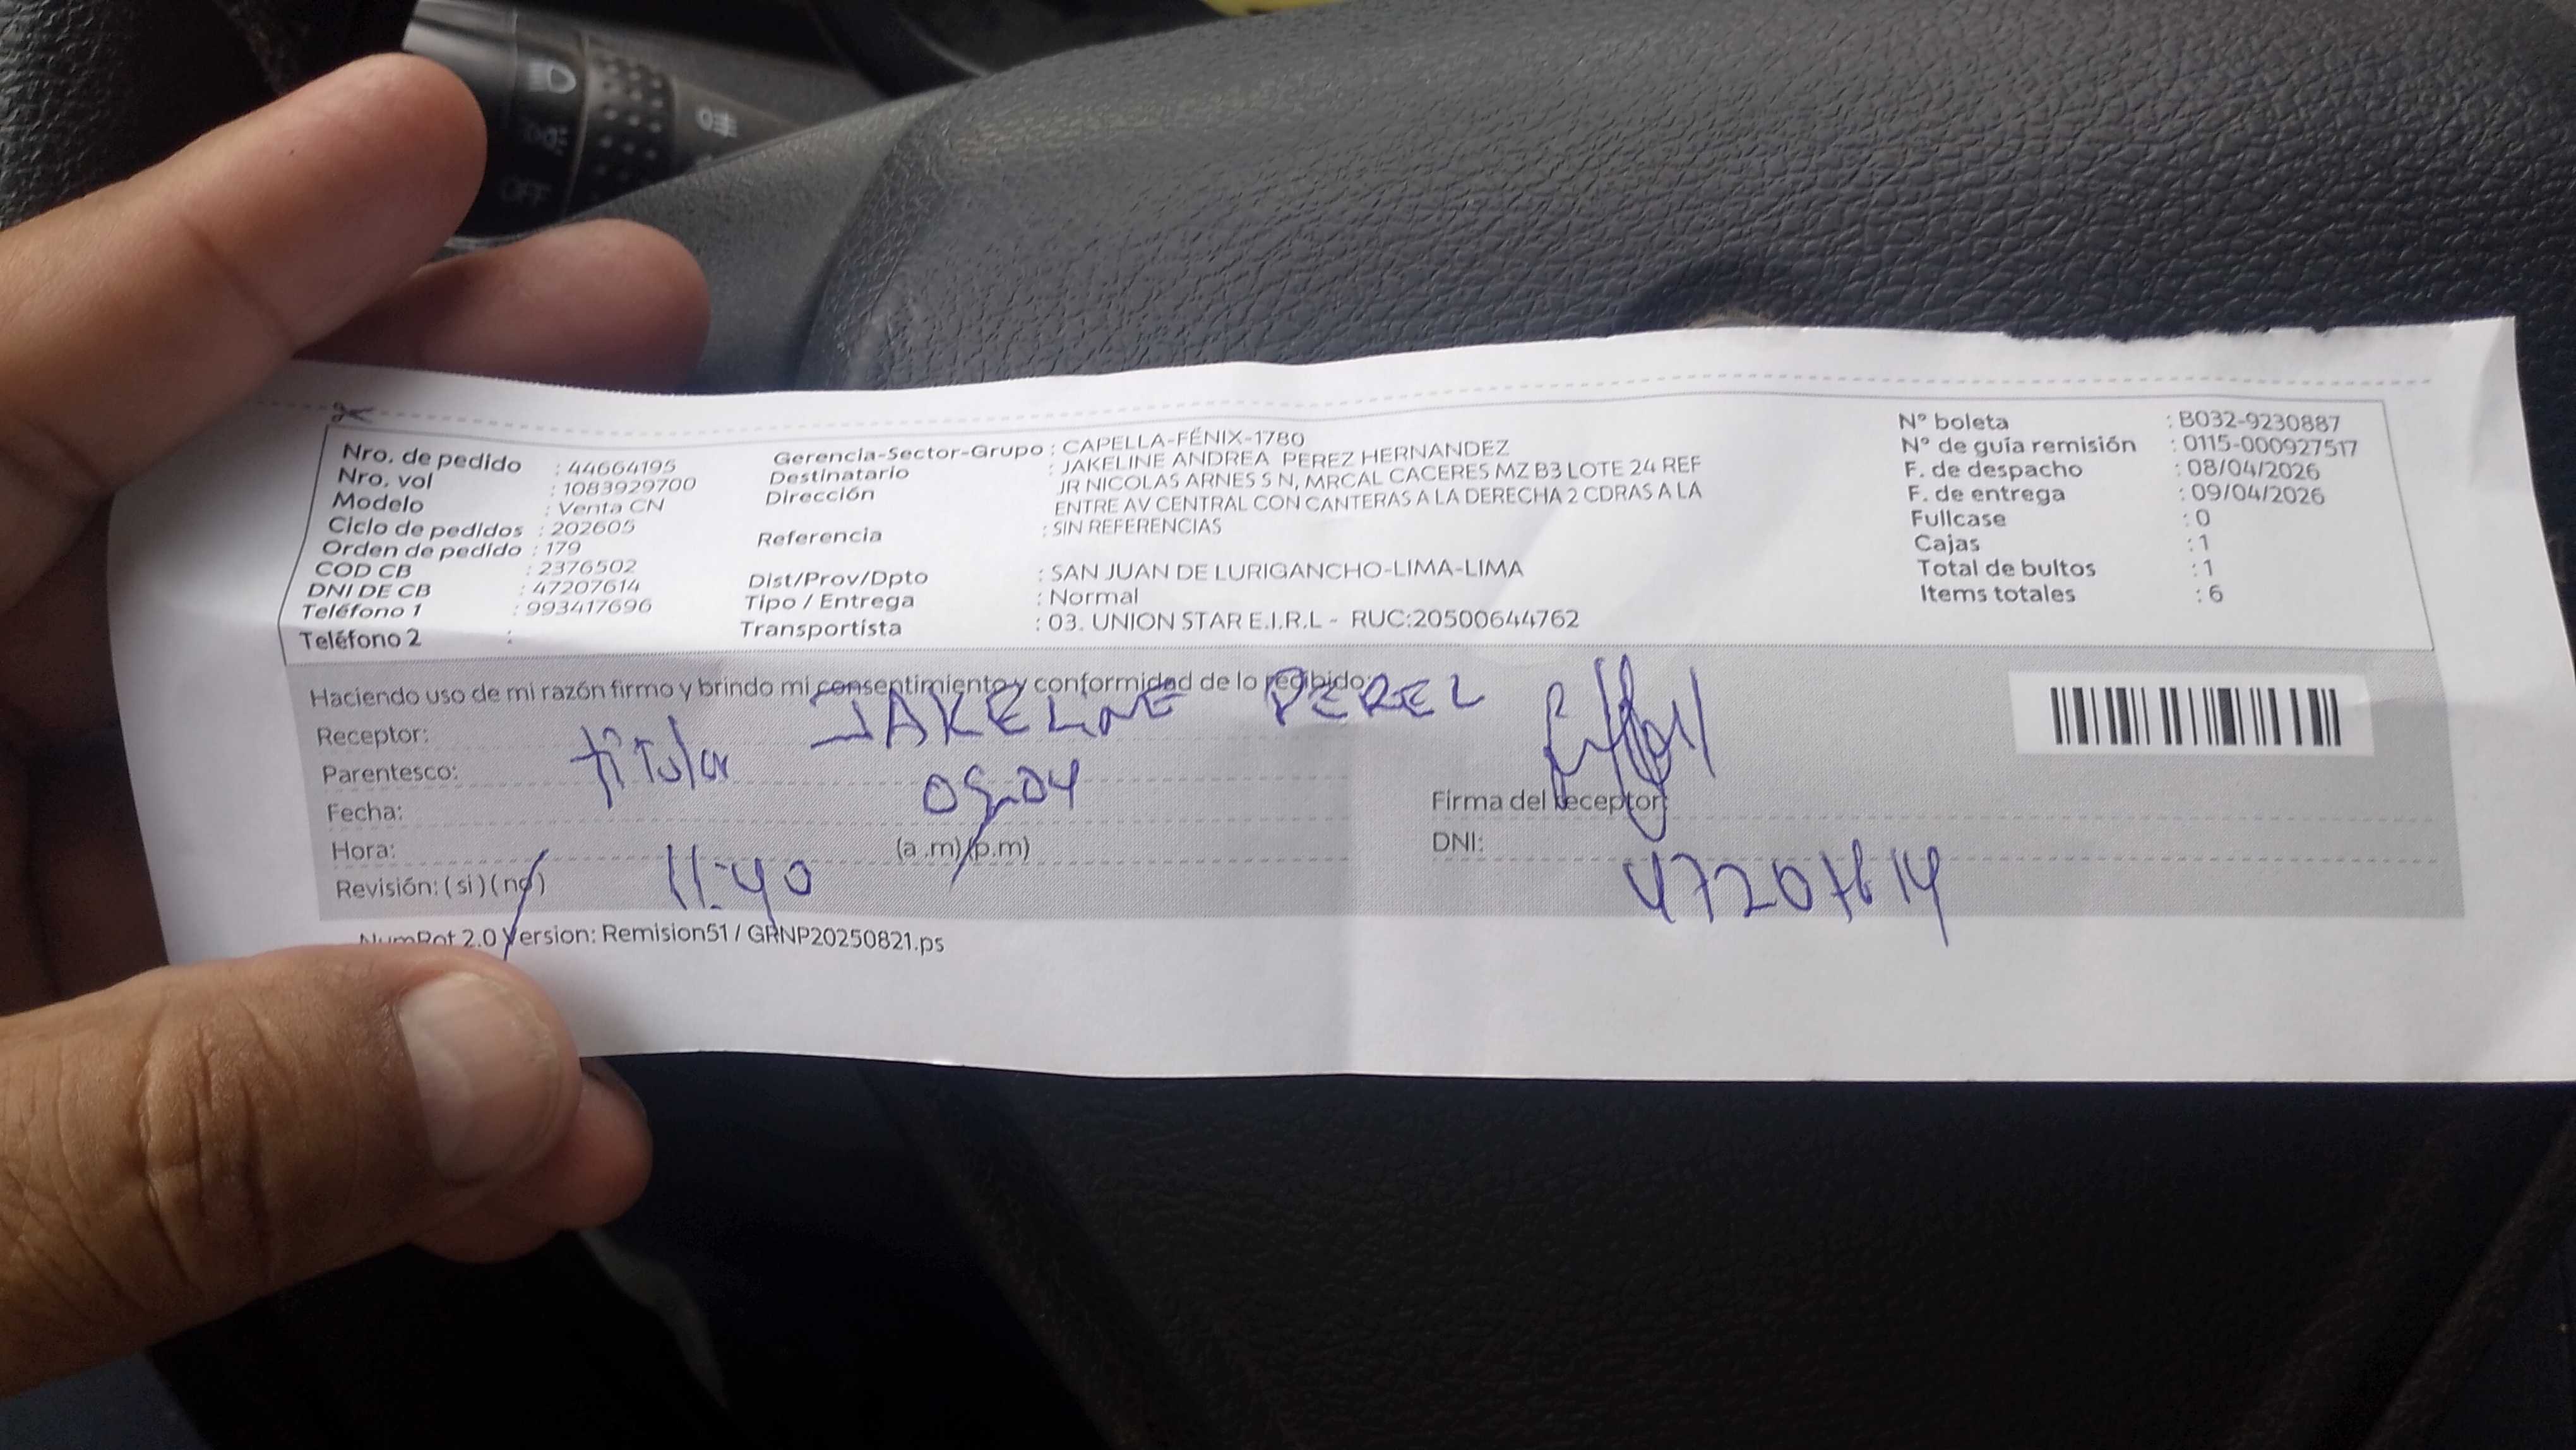 OFF
Nro. de pedido : 44664195
Nro. vol : 1083929700
Modelo : Venta CN
Ciclo de pedidos : 202605
Orden de pedido : 179
COD CB : 2376502
DNI DE CB : 47207614
Teléfono 1 : 993417696
Teléfono 2 :
Gerencia-Sector-Grupo : CAPELLA-FÉNIX-1780
Destinatario : JAKELINE ANDREA PEREZ HERNANDEZ
Dirección : JR NICOLAS ARNES S N, MRCAL CACERES MZ B3 LOTE 24 REF
ENTRE AV CENTRAL CON CANTERAS A LA DERECHA 2 CDRAS A LA
Referencia : SIN REFERENCIAS
Dist/Prov/Dpto : SAN JUAN DE LURIGANCHO-LIMA-LIMA
Tipo / Entrega : Normal
Transportista : 03. UNION STAR E.I.R.L - RUC:20500644762
Nº boleta : B032-9230887
Nº de guía remisión : 0115-000927517
F. de despacho : 08/04/2026
F. de entrega : 09/04/2026
Fullcase : 0
Cajas : 1
Total de bultos : 1
Items totales : 6
Haciendo uso de mi razón firmo y brindo mi consentimiento y conformidad de lo recibido:
Receptor: JAKELINE PEREZ
Parentesco: titular
Fecha: 09-04
Hora: 11:40 (a .m)(p.m)
Revisión: ( si ) ( no )
Firma del receptor:
DNI: 47207614
NumRot 2.0 Version: Remision51 / GRNP20250821.ps